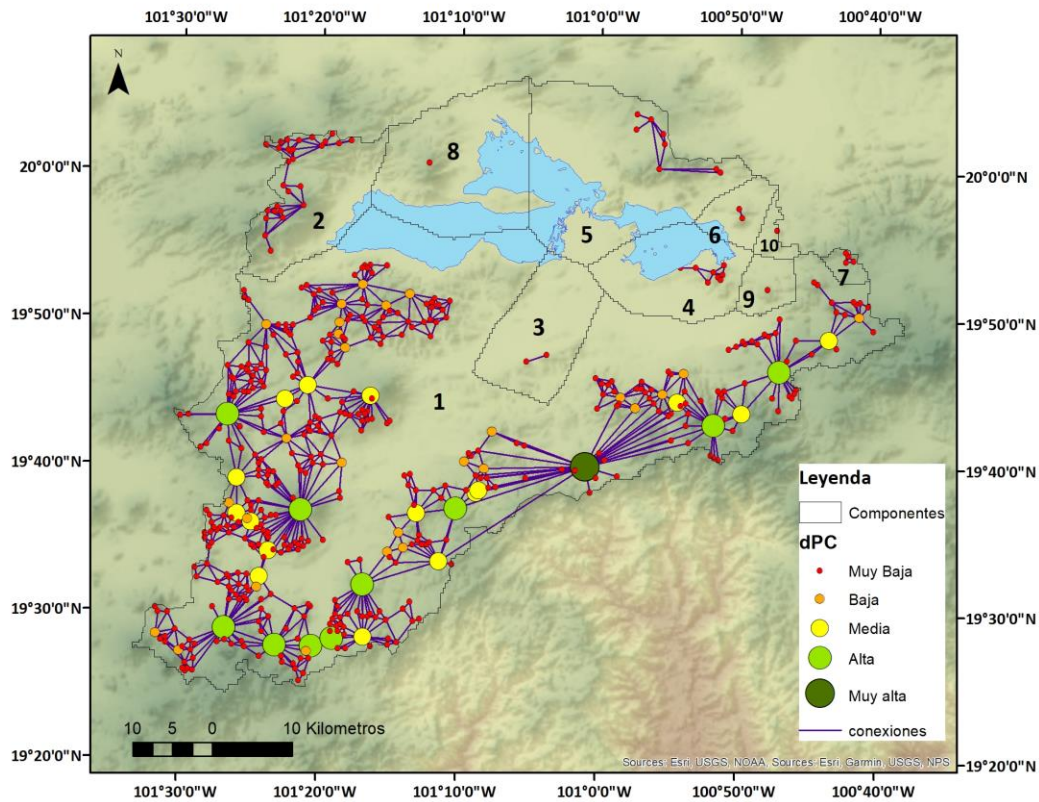 101°30'0"W 101°20'0"W 101°10'0"W 101°0'0"W 100°50'0"W 100°40'0"W
N
8
20°0'0"N 20°0'0"N
2
5
6
10
7
19°50'0"N 19°50'0"N
9
4
3
1
19°40'0"N 19°40'0"N
Leyenda
Componentes
dPC
Muy Baja
Baja
Media
Alta
Muy alta
conexiones
19°30'0"N 19°30'0"N
10 5 0 10 Kilometros
19°20'0"N 19°20'0"N
Sources: Esri, USGS, NOAA, Sources: Esri, Garmin, USGS, NPS
101°30'0"W 101°20'0"W 101°10'0"W 101°0'0"W 100°50'0"W 100°40'0"W